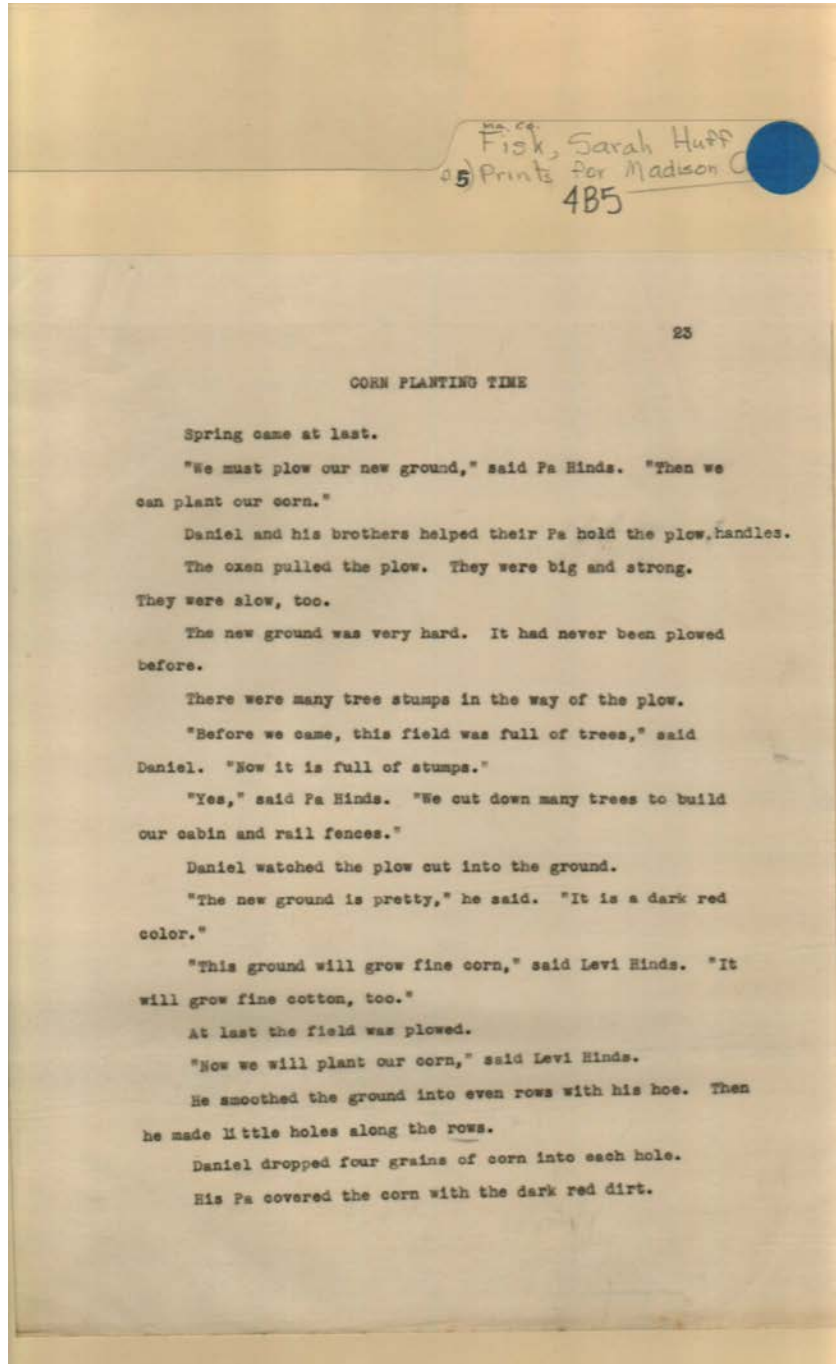 Ma. Co.
Fisk, Sarah Huff
5) Prints for Madison C
4B5
23
CORN PLANTING TIME
Spring came at last.
"We must plow our new ground," said Pa Hinds. "Then we
can plant our corn."
Daniel and his brothers helped their Pa hold the plow.handles.
The oxen pulled the plow. They were big and strong.
They were slow, too.
The new ground was very hard. It had never been plowed
before.
There were many tree stumps in the way of the plow.
"Before we came, this field was full of trees," said
Daniel. "Now it is full of stumps."
"Yes," said Pa Hinds. "We cut down many trees to build
our cabin and rail fences."
Daniel watched the plow cut into the ground.
"The new ground is pretty," he said. "It is a dark red
color."
"This ground will grow fine corn," said Levi Hinds. "It
will grow fine cotton, too."
At last the field was plowed.
"Now we will plant our corn," said Levi Hinds.
He smoothed the ground into even rows with his hoe. Then
he made little holes along the rows.
Daniel dropped four grains of corn into each hole.
His Pa covered the corn with the dark red dirt.